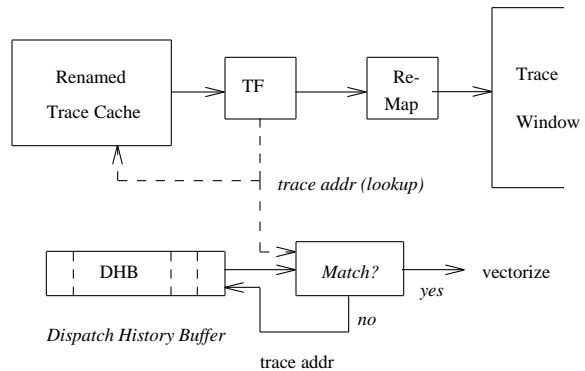 Renamed
Trace Cache
TF
Re-
Map
Trace
Window
trace addr (lookup)
DHB
Match?
vectorize
yes
no
Dispatch History Buffer
trace addr